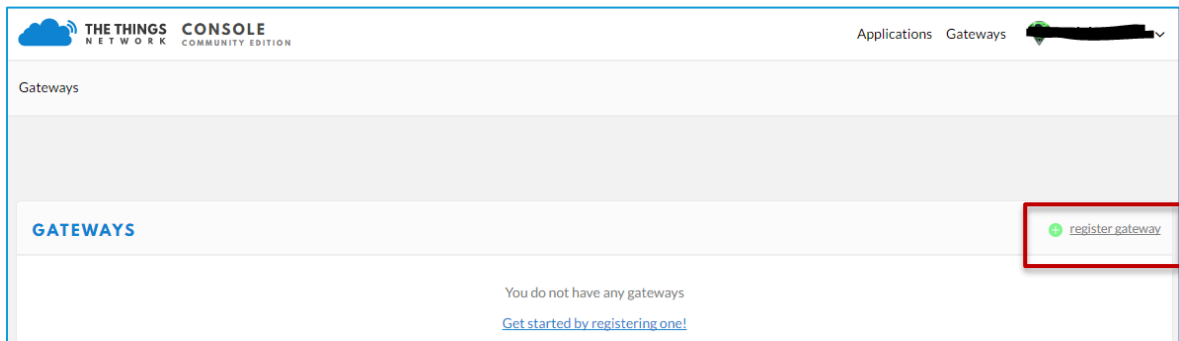 THE THINGS CONSOLE
NETWORK COMMUNITY EDITION
Applications Gateways
Gateways
GATEWAYS
register gateway
You do not have any gateways
Get started by registering one!